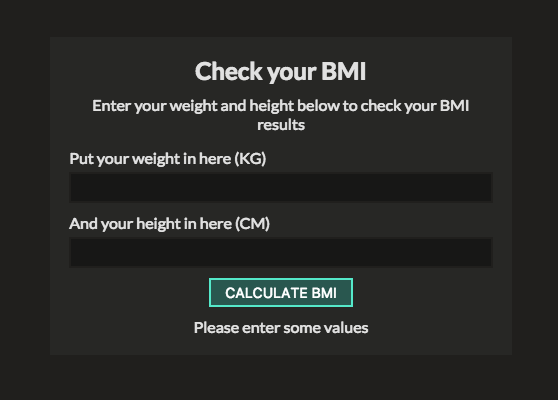 Check your BMI
Enter your weight and height below to check your BMI
results
Put your weight in here (KG)
And your height in here (CM)
CALCULATE BMI
Please enter some values